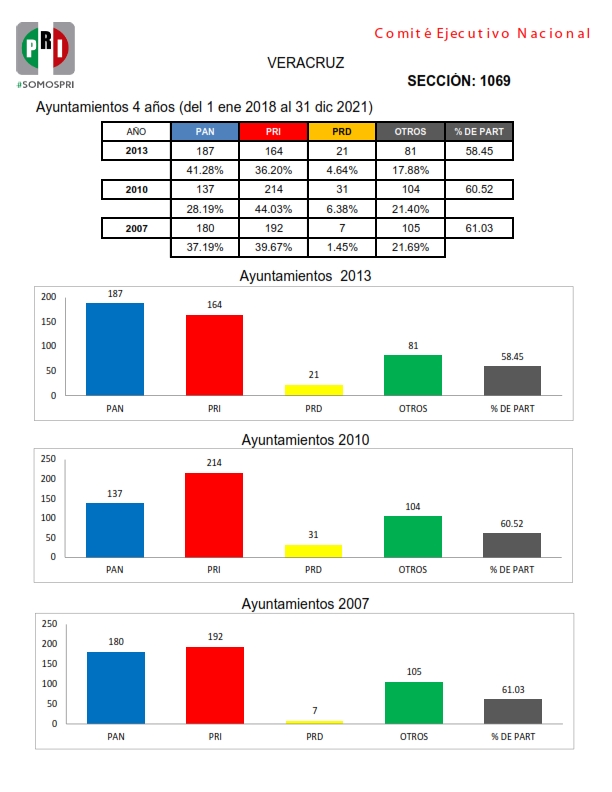 Comité Ejecutivo Nacional
PRI
#SOMOSPRI
VERACRUZ
SECCIÓN: 1069
Ayuntamientos 4 años (del 1 ene 2018 al 31 dic 2021)
AÑO PAN PRI PRD OTROS % DE PART
2013 187 164 21 81 58.45
41.28% 36.20% 4.64% 17.88%
2010 137 214 31 104 60.52
28.19% 44.03% 6.38% 21.40%
2007 180 192 7 105 61.03
37.19% 39.67% 1.45% 21.69%
Ayuntamientos 2013
200
150
100
50
0
187 164 21 81 58.45
PAN PRI PRD OTROS % DE PART
Ayuntamientos 2010
250
200
150
100
50
0
137 214 31 104 60.52
PAN PRI PRD OTROS % DE PART
Ayuntamientos 2007
250
200
150
100
50
0
180 192 7 105 61.03
PAN PRI PRD OTROS % DE PART